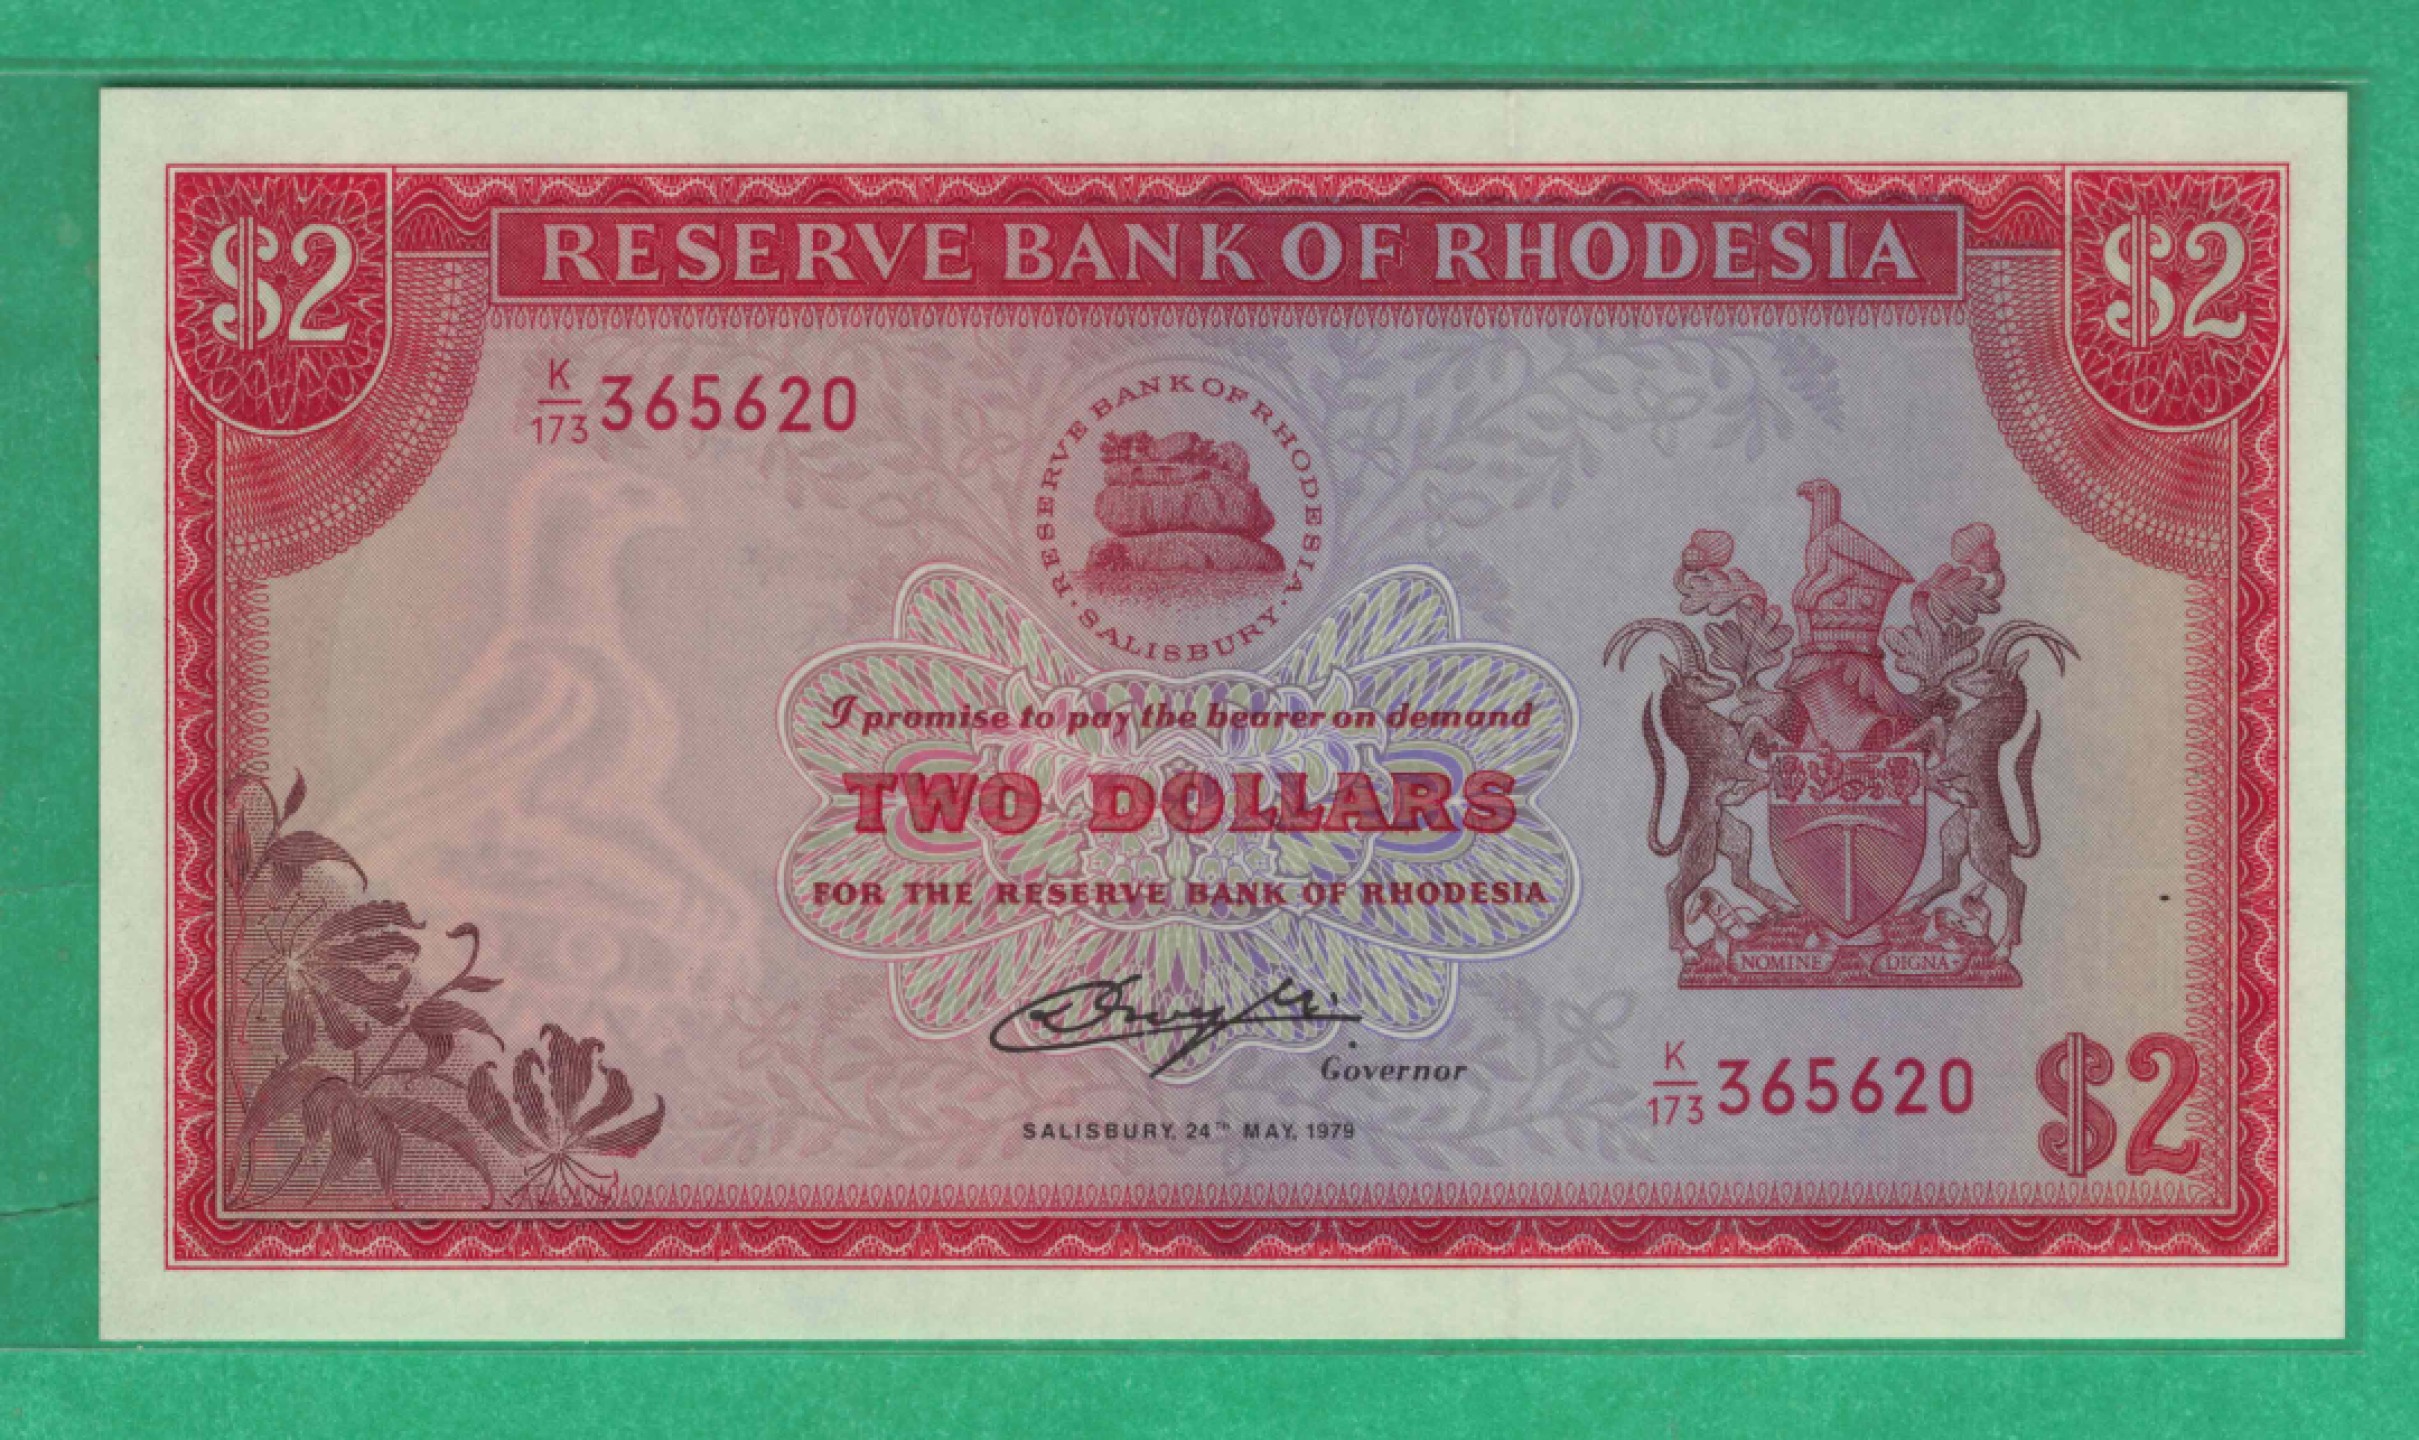 $2 RESERVE BANK OF RHODESIA $2
K/173 365620
RESERVE BANK OF RHODESIA · SALISBURY ·
I promise to pay the bearer on demand
TWO DOLLARS
FOR THE RESERVE BANK OF RHODESIA
NOMINE DIGNA
Governor
SALISBURY, 24TH MAY, 1979
K/173 365620 $2